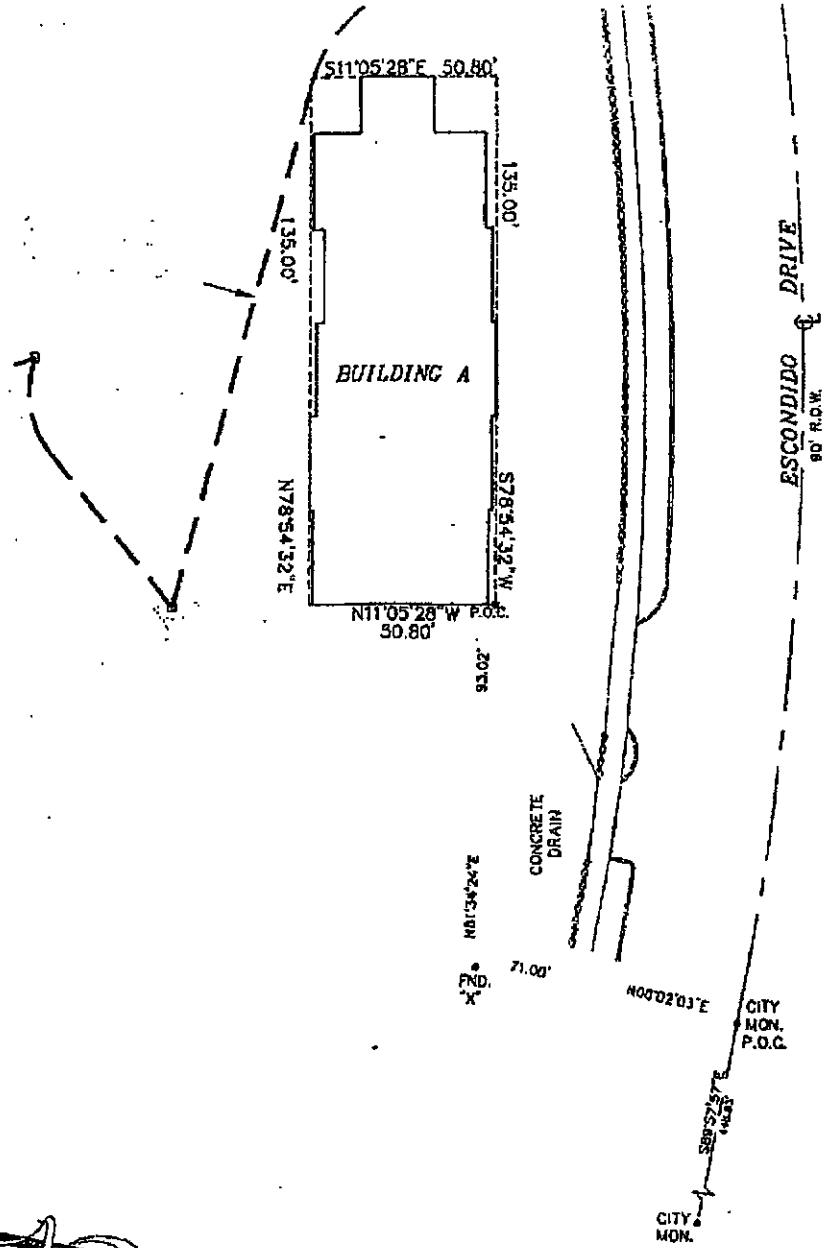 S11°05'28"E 50.80'
135.00'
135.00'
BUILDING A
ESCONDIDO DRIVE
90' R.O.W.
N78°54'32"E
S78°54'32"W
N11°05'28"W P.O.C.
50.80'
93.02'
CONCRETE
DRAIN
N81°34'24"E
FND.
"X"
71.00'
N00°02'03"E
CITY
MON.
P.O.C.
S89°57'57"E
CITY
MON.